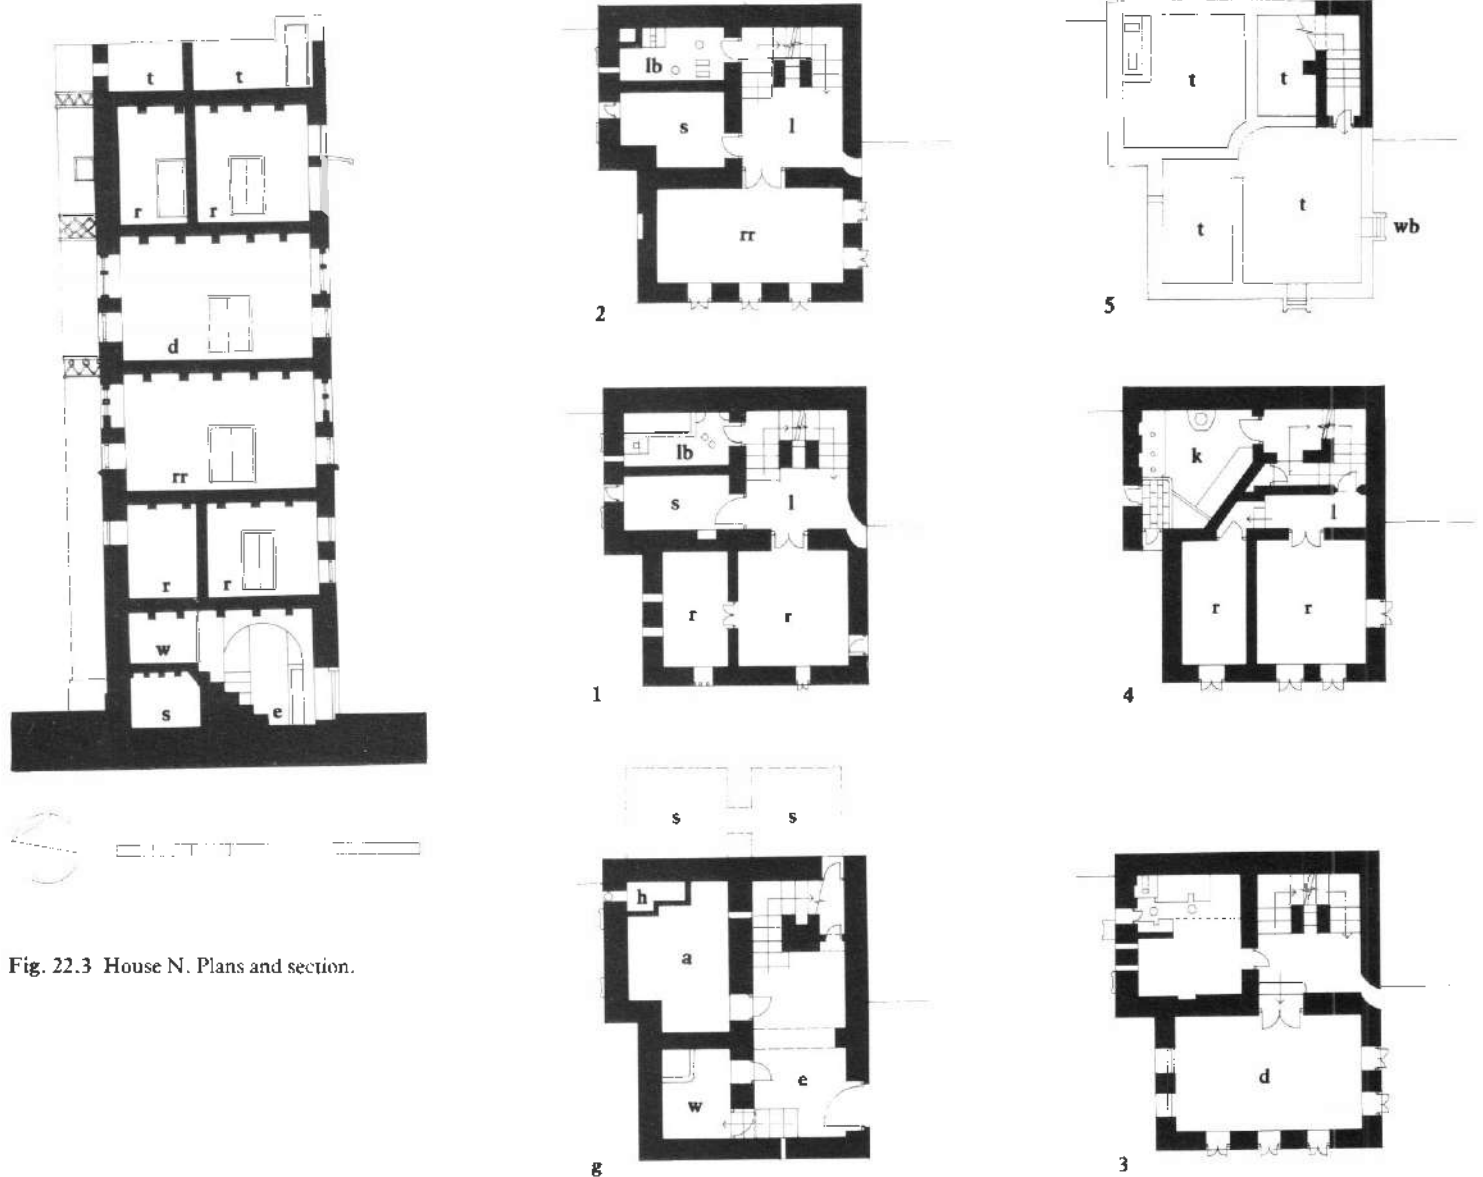 t t
r r
d
rr
r r
w
s e
Fig. 22.3 House N. Plans and section.
lb
s l
rr
2
t t
t t wb
5
lb
s l
r r
1
k
l
r r
4
s s
h
a
e
w
g
d
3